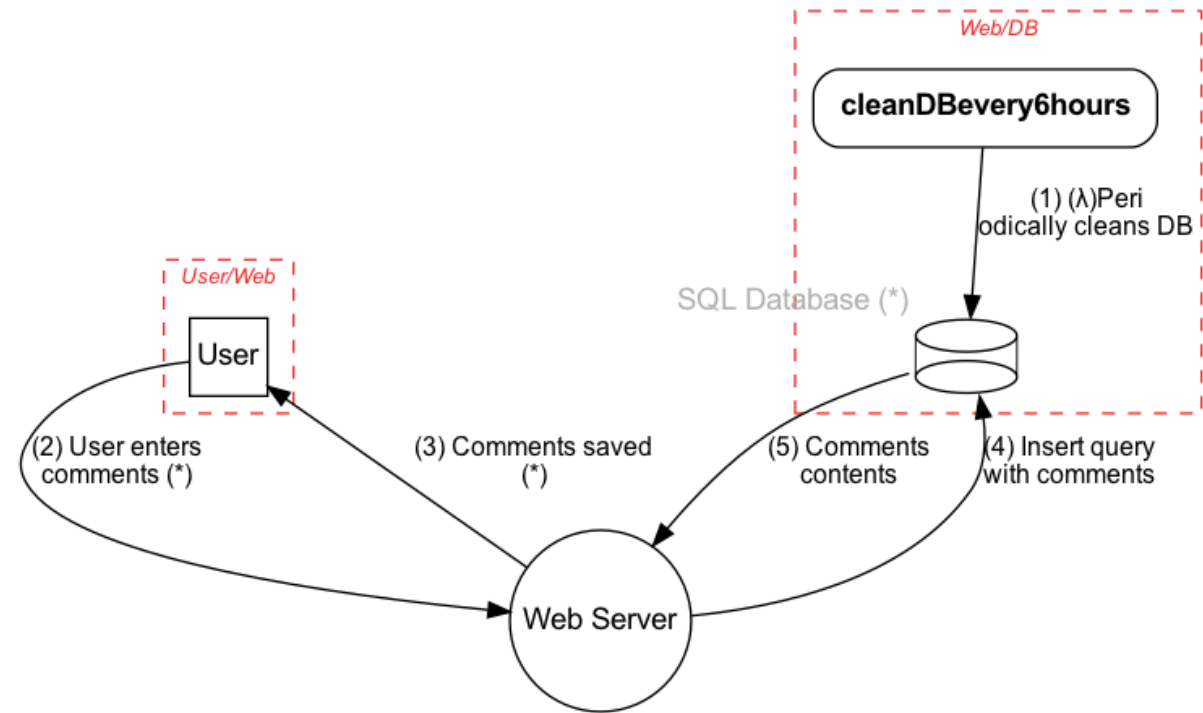 Web/DB
cleanDBevery6hours
(1) (λ)Peri
odically cleans DB
User/Web
SQL Database (*)
User
(2) User enters
comments (*)
(3) Comments saved
(*)
(5) Comments
contents
(4) Insert query
with comments
Web Server